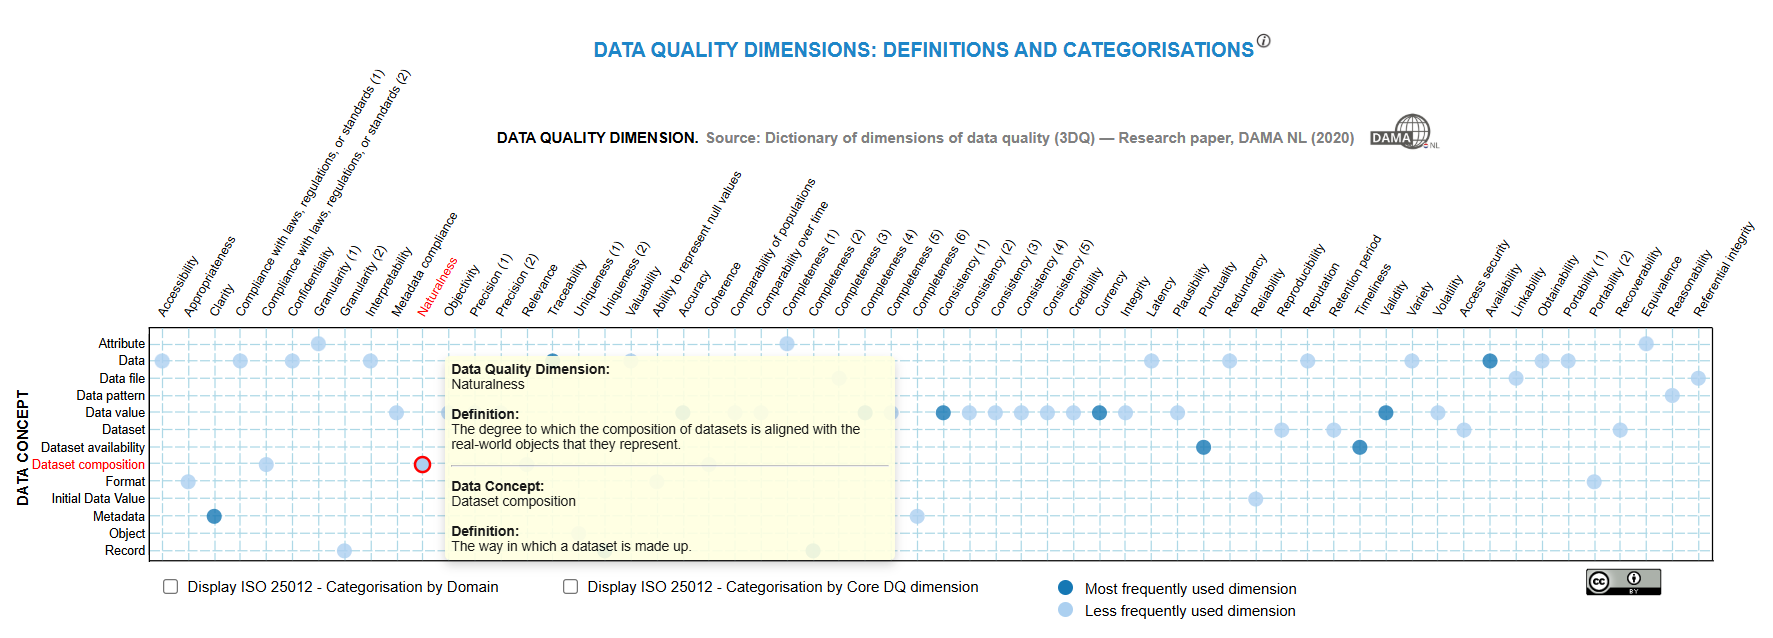 DATA QUALITY DIMENSIONS: DEFINITIONS AND CATEGORISATIONS i
DATA QUALITY DIMENSION. Source: Dictionary of dimensions of data quality (3DQ) — Research paper, DAMA NL (2020)
DAMA NL
Accessibility
Appropriateness
Clarity
Compliance with laws, regulations, or standards (1)
Compliance with laws, regulations, or standards (2)
Confidentiality
Granularity (1)
Granularity (2)
Interpretability
Metadata compliance
Naturalness
Objectivity
Precision (1)
Precision (2)
Relevance
Traceability
Uniqueness (1)
Uniqueness (2)
Valuability
Ability to represent null values
Accuracy
Coherence
Comparability of populations
Comparability over time
Completeness (1)
Completeness (2)
Completeness (3)
Completeness (4)
Completeness (5)
Completeness (6)
Consistency (1)
Consistency (2)
Consistency (3)
Consistency (4)
Consistency (5)
Credibility
Currency
Integrity
Latency
Plausibility
Punctuality
Redundancy
Reliability
Reproducibility
Reputation
Retention period
Timeliness
Validity
Variety
Volatility
Access security
Availability
Linkability
Obtainability
Portability (1)
Portability (2)
Recoverability
Equivalence
Reasonability
Referential integrity
DATA CONCEPT
Attribute
Data
Data file
Data pattern
Data value
Dataset
Dataset availability
Dataset composition
Format
Initial Data Value
Metadata
Object
Record
Data Quality Dimension:
Naturalness
Definition:
The degree to which the composition of datasets is aligned with the
real-world objects that they represent.
Data Concept:
Dataset composition
Definition:
The way in which a dataset is made up.
Display ISO 25012 - Categorisation by Domain
Display ISO 25012 - Categorisation by Core DQ dimension
Most frequently used dimension
Less frequently used dimension
cc BY